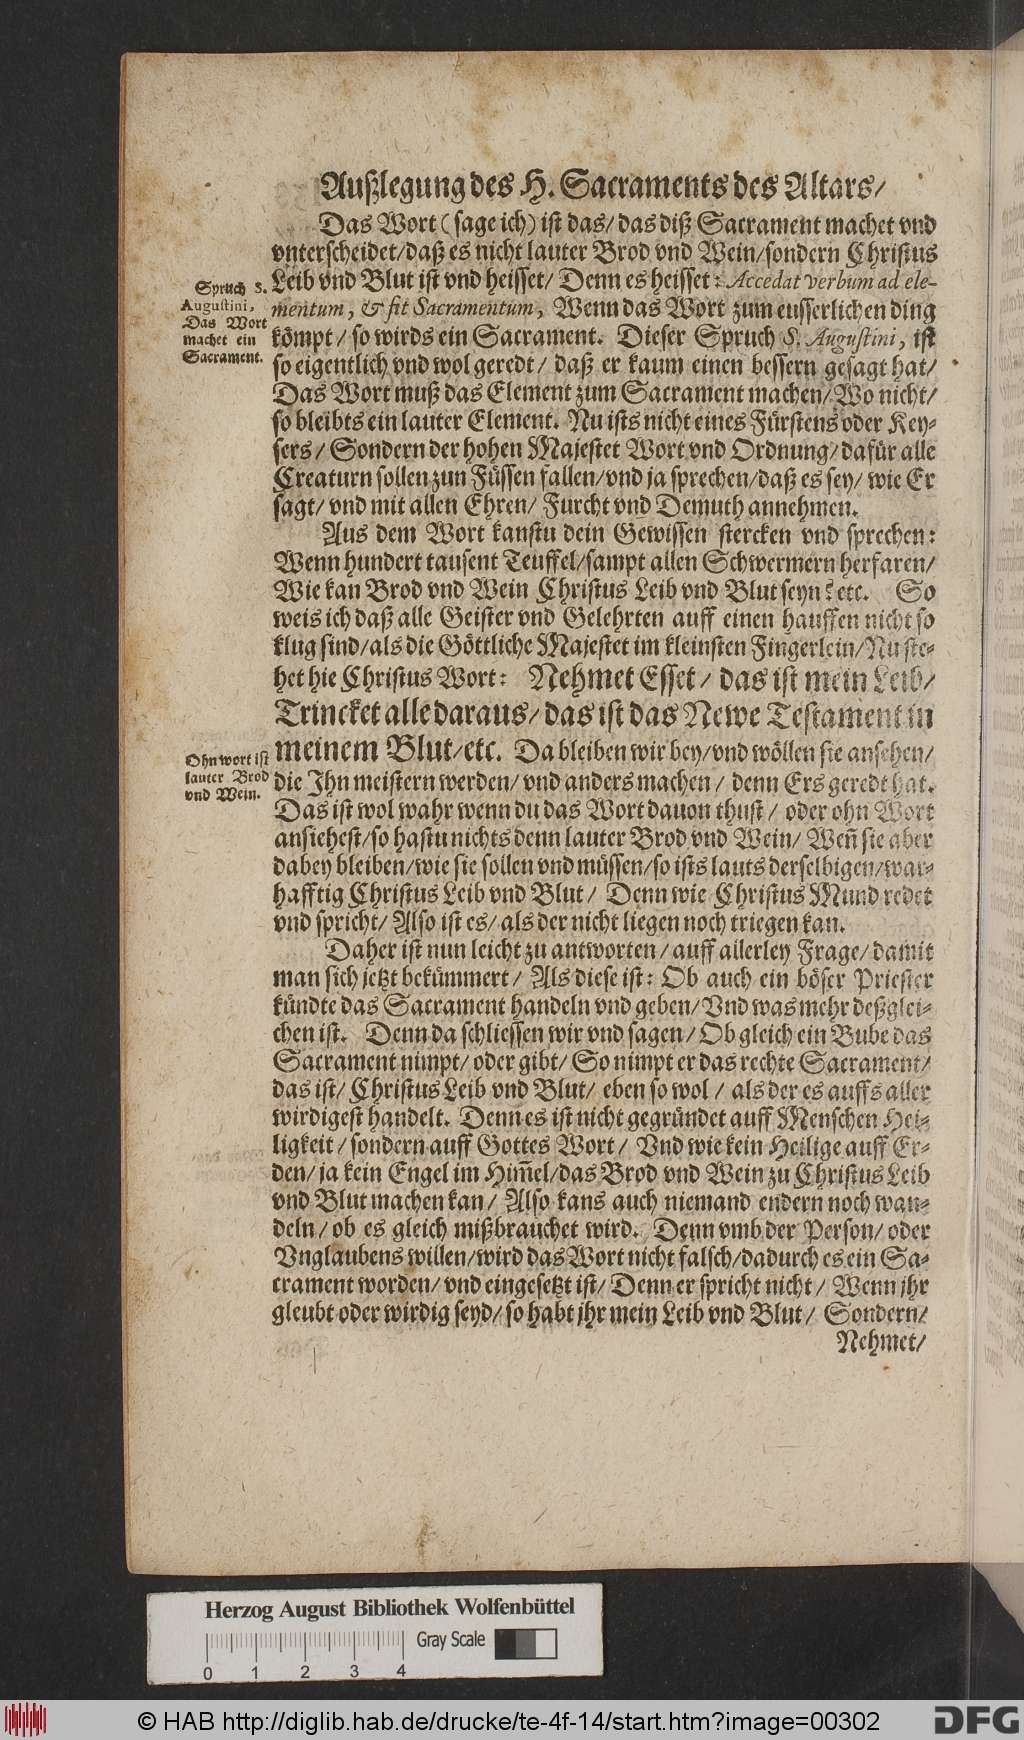 Außlegung des H. Sacraments des Altars/
Das Wort (sage ich) ist das/ das diß Sacrament machet vnd
vnterscheidet/ daß es nicht lauter Brod vnd Wein/ sondern Christus
Leib vnd Blut ist vnd heisset/ Denn es heisset: Accedat verbum ad ele-
mentum, & fit Sacramentum, Wenn das Wort zum eusserlichen ding
kömpt/ so wirds ein Sacrament. Dieser Spruch S. Augustini, ist
so eigentlich vnd wol geredt/ daß er kaum einen bessern gesagt hat/
Das Wort muß das Element zum Sacrament machen/ Wo nicht/
so bleibts ein lauter Element. Nu ists nicht eines Fürstens oder Key-
sers/ Sondern der hohen Majestet Wort vnd Ordnung/ dafür alle
Creaturn sollen zun Füssen fallen/ vnd ja sprechen/ daß es sey/ wie Er
sagt/ vnd mit allen Ehren/ Furcht vnd Demuth annehmen.
Spruch S.
Augustini,
Das Wort
machet ein
Sacrament.
Aus dem Wort kanstu dein Gewissen stercken vnd sprechen:
Wenn hundert tausent Teuffel/ sampt allen Schwermern herfaren/
Wie kan Brod vnd Wein Christus Leib vnd Blut seyn? etc. So
weis ich daß alle Geister vnd Gelehrten auff einen hauffen nicht so
klug sind/ als die Göttliche Majestet im kleinsten Fingerlein/ Nu ste-
het hie Christus Wort: Nehmet Esset/ das ist mein Leib/
Trincket alle daraus/ das ist das Newe Testament in
meinem Blut/ etc. Da bleiben wir bey/ vnd wöllen sie ansehen/
die Ihn meistern werden/ vnd anders machen/ denn Ers geredt hat.
Das ist wol wahr wenn du das Wort dauon thust/ oder ohn Wort
ansiehest/ so hastu nichts denn lauter Brod vnd Wein/ Weñ sie aber
dabey bleiben/ wie sie sollen vnd müssen/ so ists lauts derselbigen/ war-
hafftig Christus Leib vnd Blut/ Denn wie Christus Mund redet
vnd spricht/ Also ist es/ als der nicht liegen noch triegen kan.
Ohn wort ist
lauter Brod
vnd Wein.
Daher ist nun leicht zu antworten/ auff allerley Frage/ damit
man sich jetzt bekümmert/ Als diese ist: Ob auch ein böser Priester
kündte das Sacrament handeln vnd geben/ Vnd was mehr deßglei-
chen ist. Denn da schliessen wir vnd sagen/ Ob gleich ein Bube das
Sacrament nimpt/ oder gibt/ So nimpt er das rechte Sacrament/
das ist/ Christus Leib vnd Blut/ eben so wol/ als der es auffs aller
wirdigest handelt. Denn es ist nicht gegründet auff Menschen Hei-
ligkeit/ sondern auff Gottes Wort/ Vnd wie kein Heilige auff Er-
den/ ja kein Engel im Him̃el/ das Brod vnd Wein zu Christus Leib
vnd Blut machen kan/ Also kans auch niemand endern noch wan-
deln/ ob es gleich mißbrauchet wird. Denn vmb der Person/ oder
Vnglaubens willen/ wird das Wort nicht falsch/ dadurch es ein Sa-
crament worden/ vnd eingesetzt ist/ Denn er spricht nicht/ Wenn jhr
gleubt oder wirdig seyd/ so habt jhr mein Leib vnd Blut/ Sondern/
Nehmet/
Herzog August Bibliothek Wolfenbüttel
Gray Scale
0 1 2 3 4
© HAB http://diglib.hab.de/drucke/te-4f-14/start.htm?image=00302
DFG